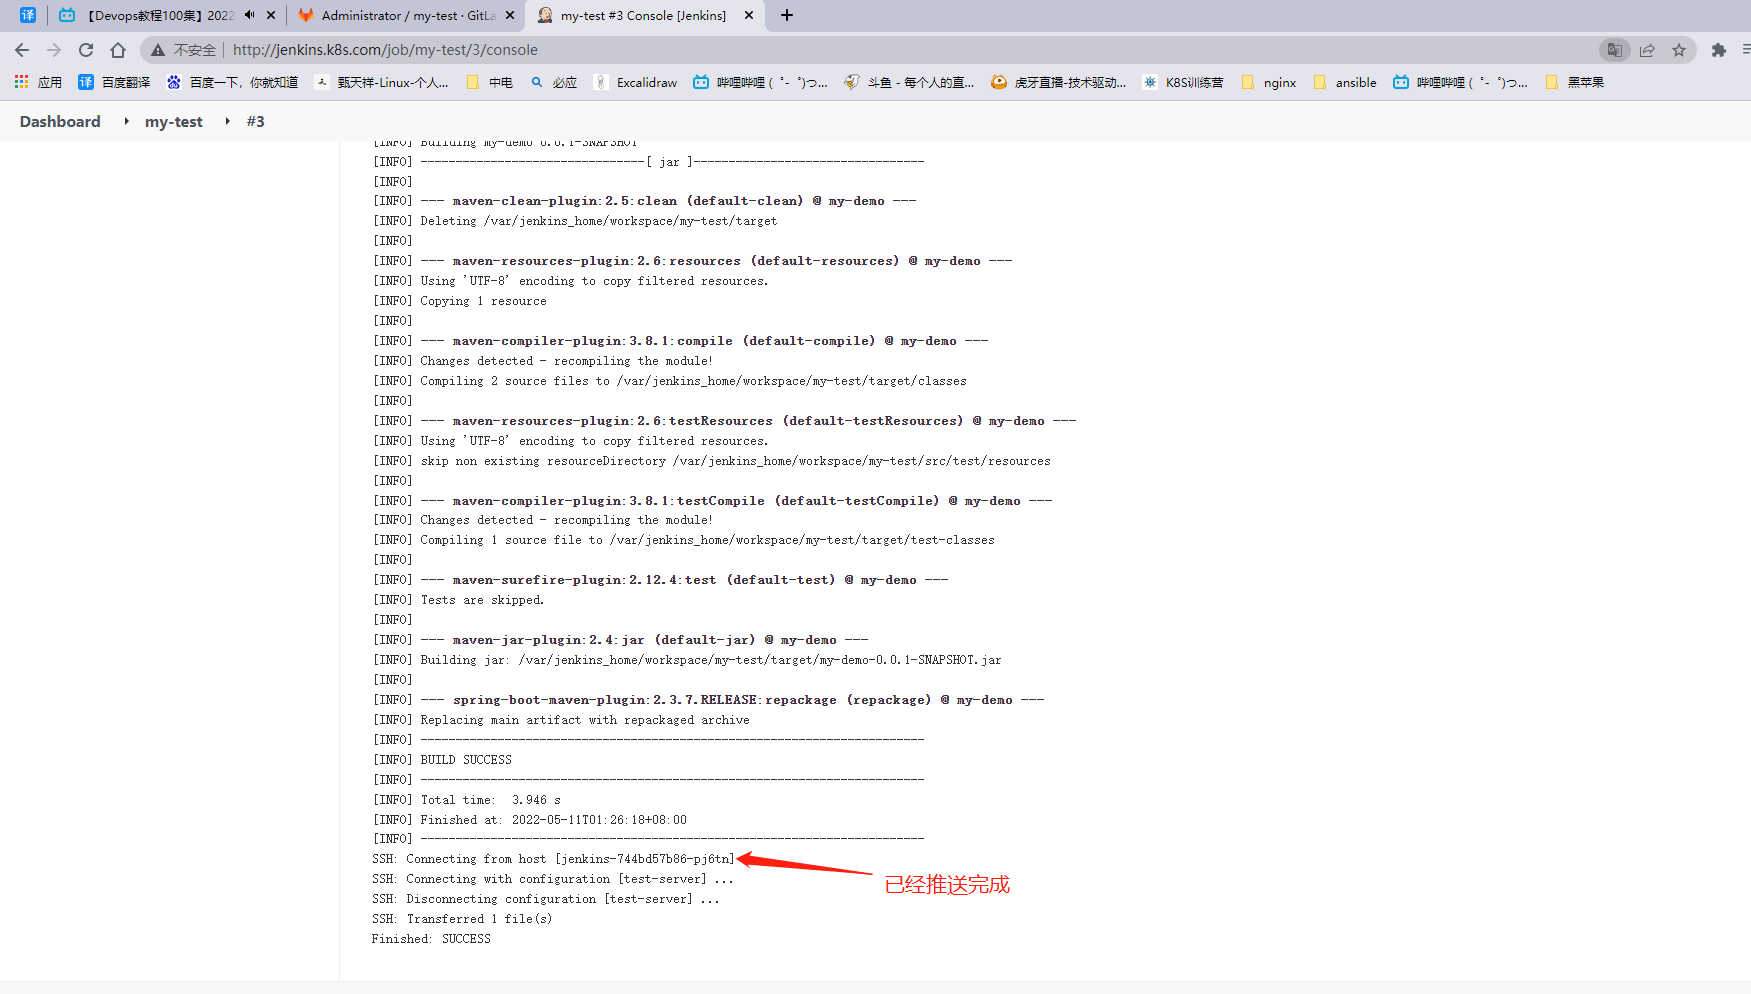 译
【Devops教程100集】2022
Administrator / my-test · GitLa
my-test #3 Console [Jenkins]
不安全
http://jenkins.k8s.com/job/my-test/3/console
应用
译 百度翻译
百度一下，你就知道
甄天祥-Linux-个人...
中电
必应
Excalidraw
哔哩哔哩 (゜-゜)つ...
斗鱼 - 每个人的直...
虎牙直播-技术驱动...
K8S训练营
nginx
ansible
哔哩哔哩 (゜-゜)つ...
黑苹果
Dashboard
my-test
#3
[INFO] Building my-demo 0.0.1-SNAPSHOT
[INFO] --------------------------------[ jar ]---------------------------------
[INFO]
[INFO] --- maven-clean-plugin:2.5:clean (default-clean) @ my-demo ---
[INFO] Deleting /var/jenkins_home/workspace/my-test/target
[INFO]
[INFO] --- maven-resources-plugin:2.6:resources (default-resources) @ my-demo ---
[INFO] Using 'UTF-8' encoding to copy filtered resources.
[INFO] Copying 1 resource
[INFO]
[INFO] --- maven-compiler-plugin:3.8.1:compile (default-compile) @ my-demo ---
[INFO] Changes detected - recompiling the module!
[INFO] Compiling 2 source files to /var/jenkins_home/workspace/my-test/target/classes
[INFO]
[INFO] --- maven-resources-plugin:2.6:testResources (default-testResources) @ my-demo ---
[INFO] Using 'UTF-8' encoding to copy filtered resources.
[INFO] skip non existing resourceDirectory /var/jenkins_home/workspace/my-test/src/test/resources
[INFO]
[INFO] --- maven-compiler-plugin:3.8.1:testCompile (default-testCompile) @ my-demo ---
[INFO] Changes detected - recompiling the module!
[INFO] Compiling 1 source file to /var/jenkins_home/workspace/my-test/target/test-classes
[INFO]
[INFO] --- maven-surefire-plugin:2.12.4:test (default-test) @ my-demo ---
[INFO] Tests are skipped.
[INFO]
[INFO] --- maven-jar-plugin:2.4:jar (default-jar) @ my-demo ---
[INFO] Building jar: /var/jenkins_home/workspace/my-test/target/my-demo-0.0.1-SNAPSHOT.jar
[INFO]
[INFO] --- spring-boot-maven-plugin:2.3.7.RELEASE:repackage (repackage) @ my-demo ---
[INFO] Replacing main artifact with repackaged archive
[INFO] ------------------------------------------------------------------------
[INFO] BUILD SUCCESS
[INFO] ------------------------------------------------------------------------
[INFO] Total time:  3.946 s
[INFO] Finished at: 2022-05-11T01:26:18+08:00
[INFO] ------------------------------------------------------------------------
SSH: Connecting from host [jenkins-744bd57b86-pj6tn]
SSH: Connecting with configuration [test-server] ...
已经推送完成
SSH: Disconnecting configuration [test-server] ...
SSH: Transferred 1 file(s)
Finished: SUCCESS